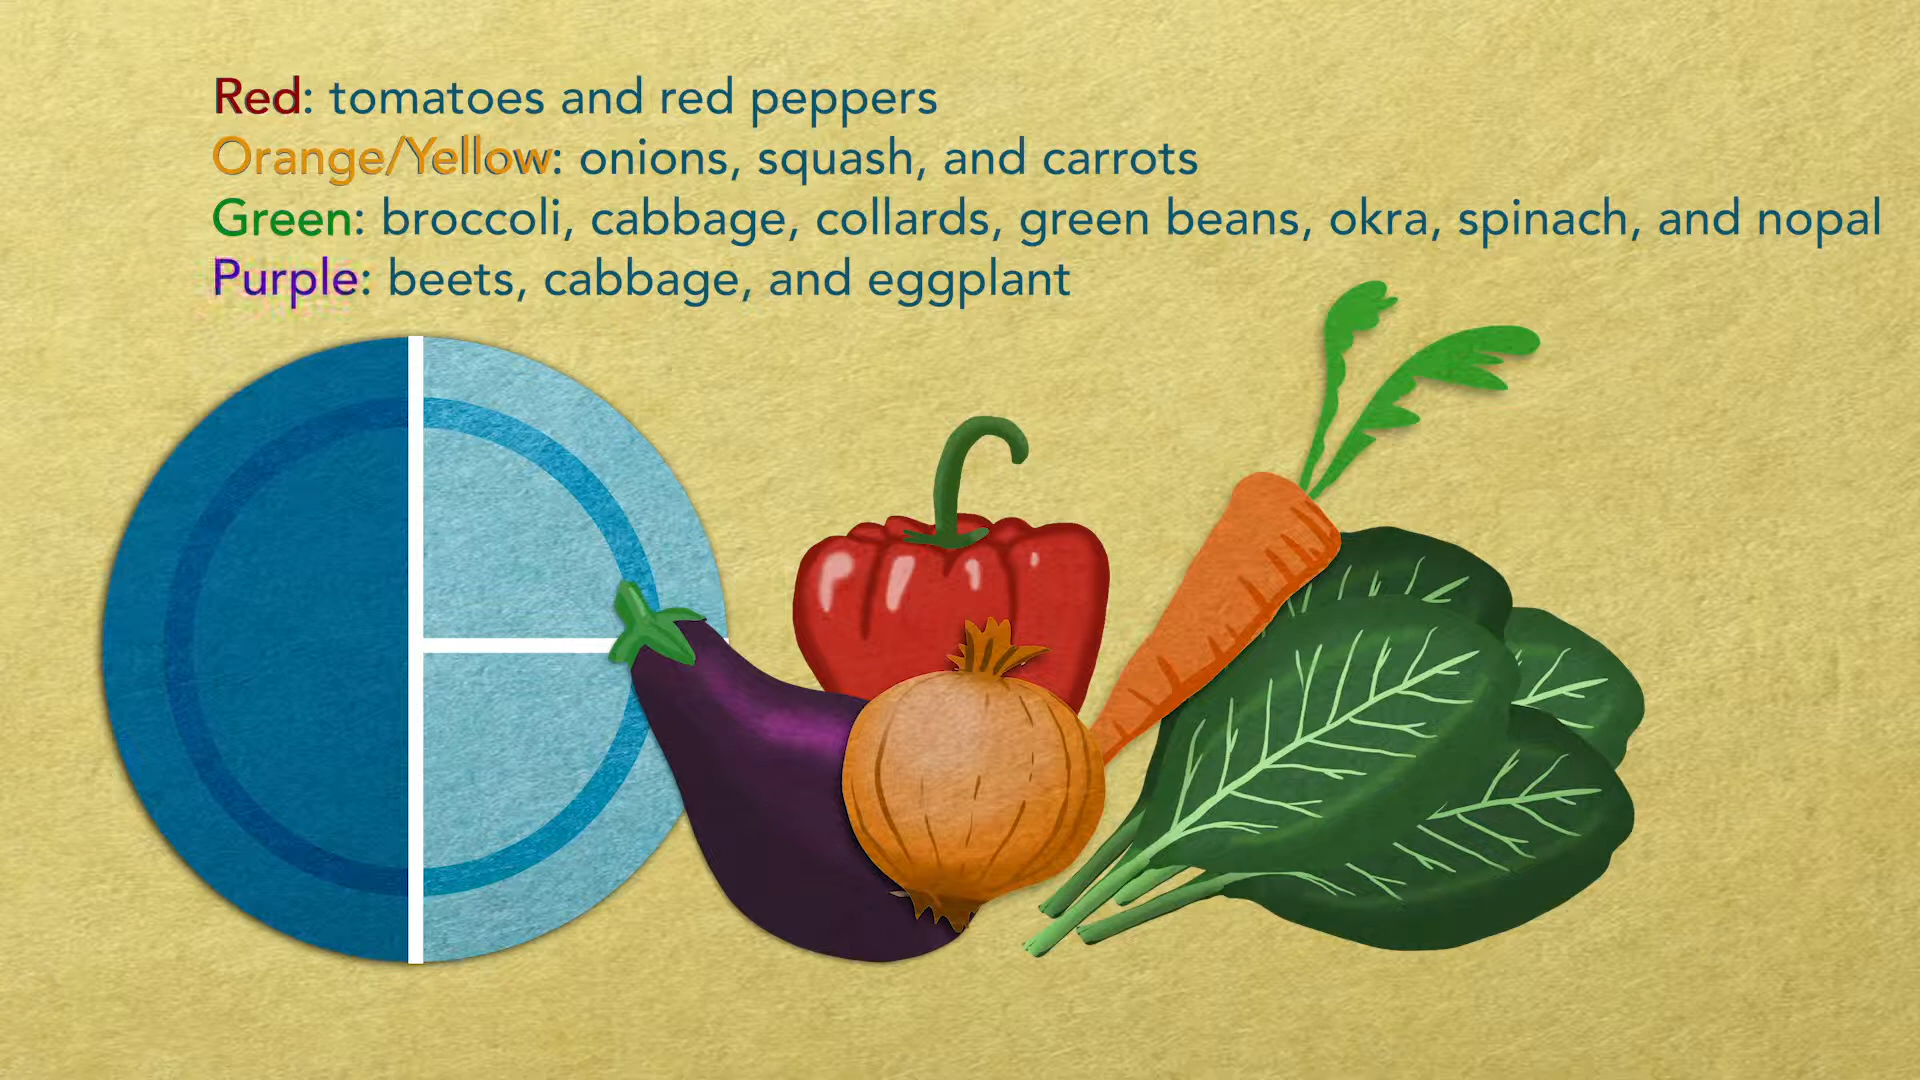 Red: tomatoes and red peppers
Orange/Yellow: onions, squash, and carrots
Green: broccoli, cabbage, collards, green beans, okra, spinach, and nopal
Purple: beets, cabbage, and eggplant